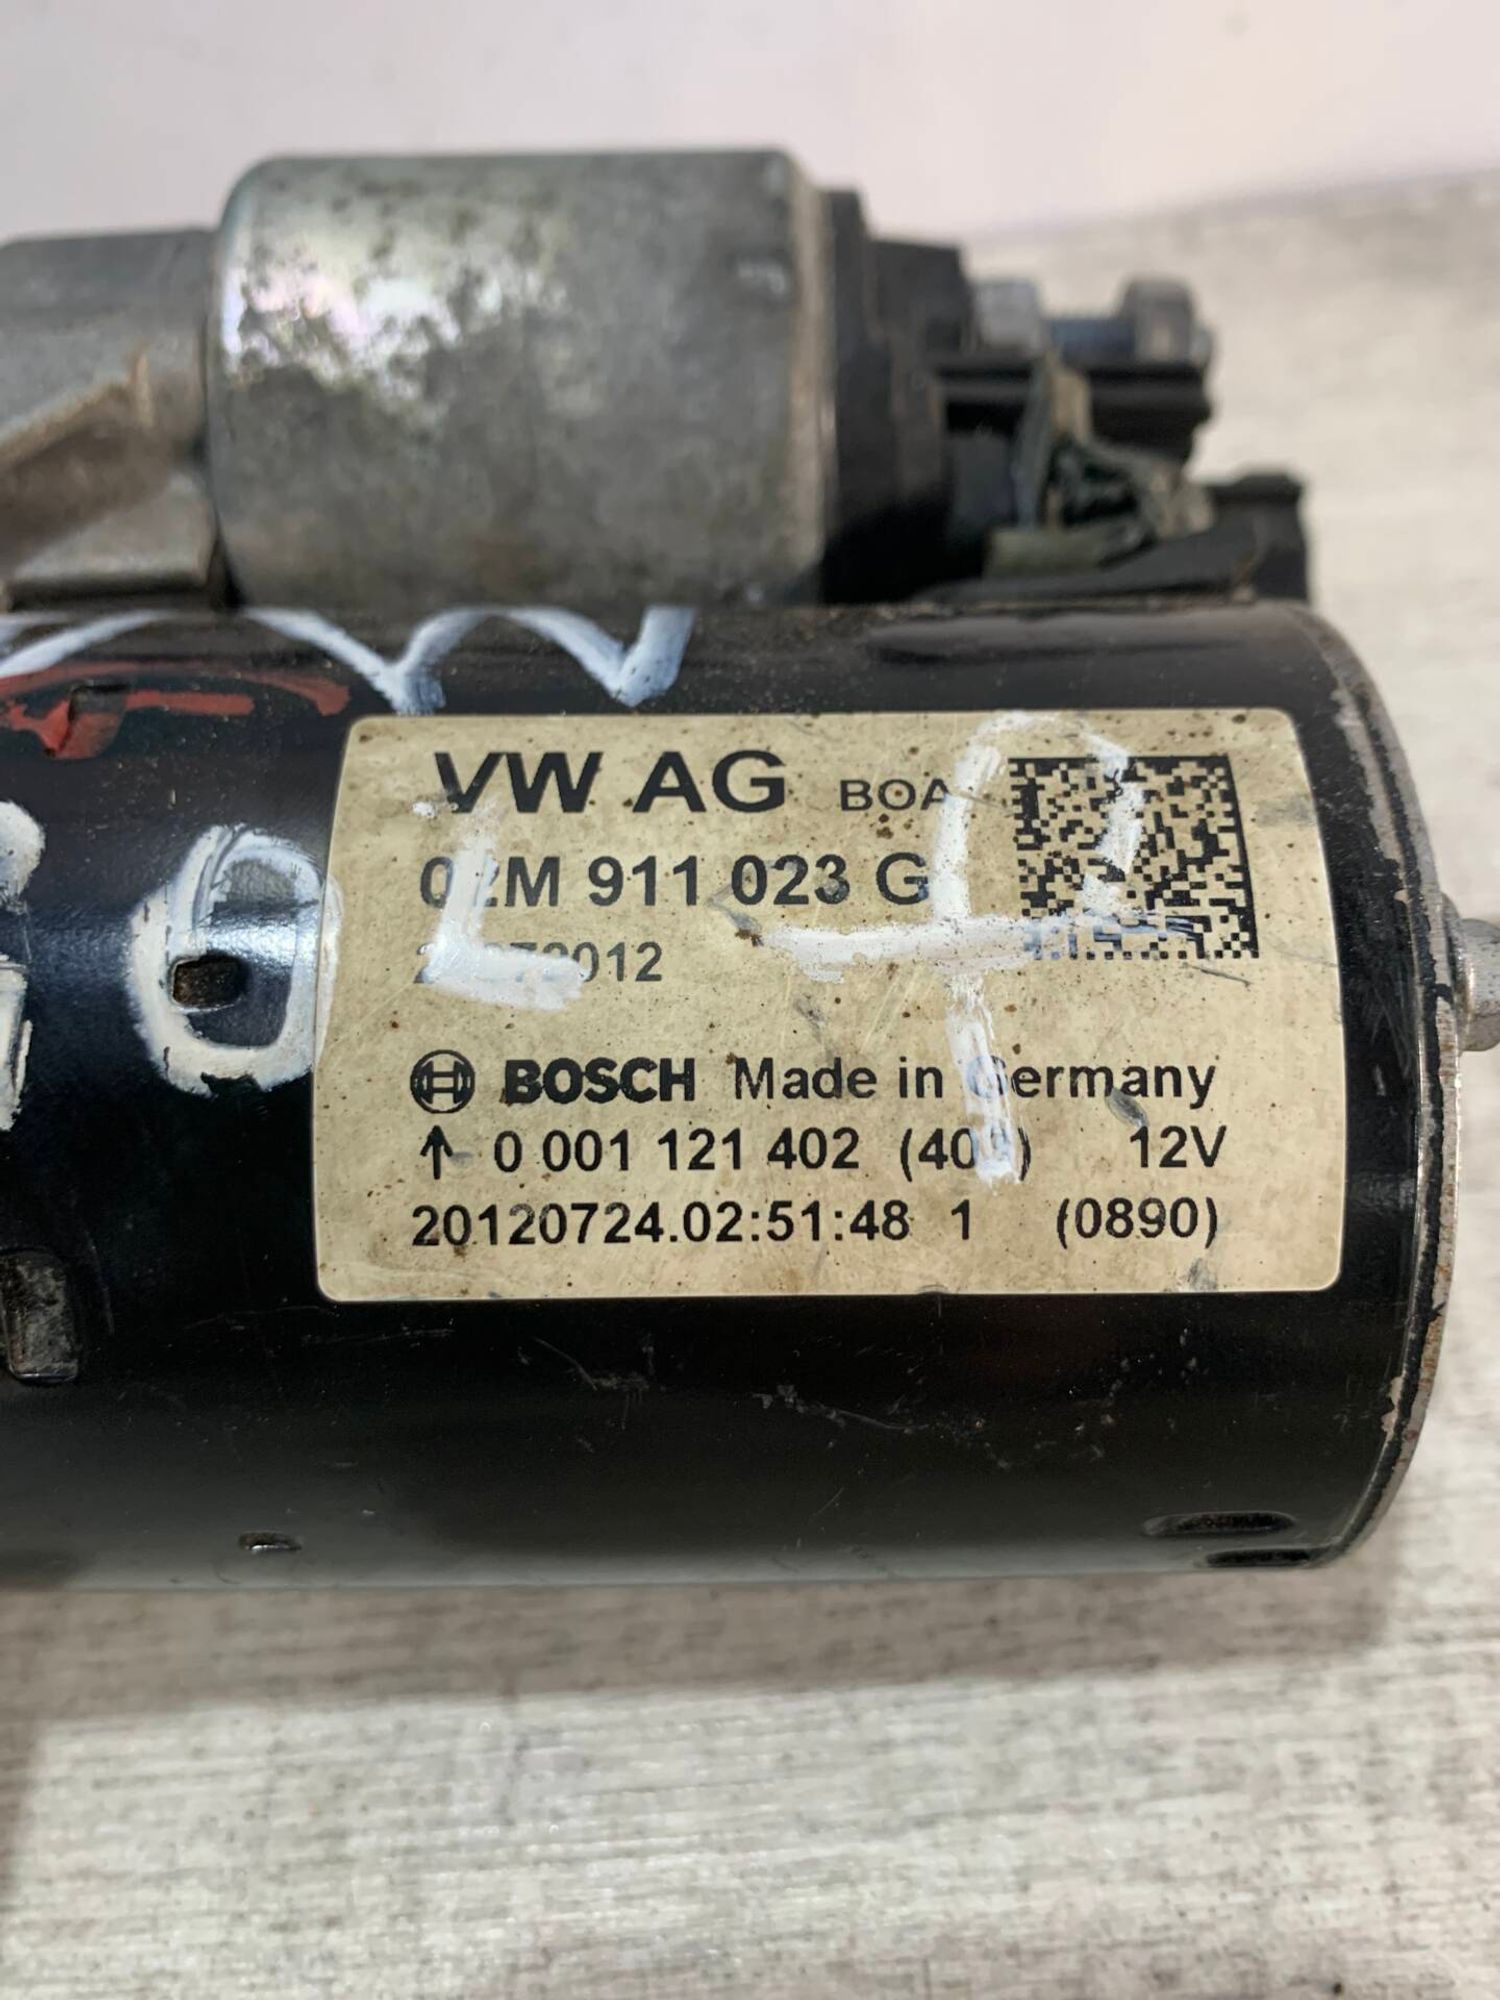 VW AG BOA
02M 911 023 G
BOSCH Made in Germany
↑ 0 001 121 402 12V
20120724.02:51:48 1 (0890)